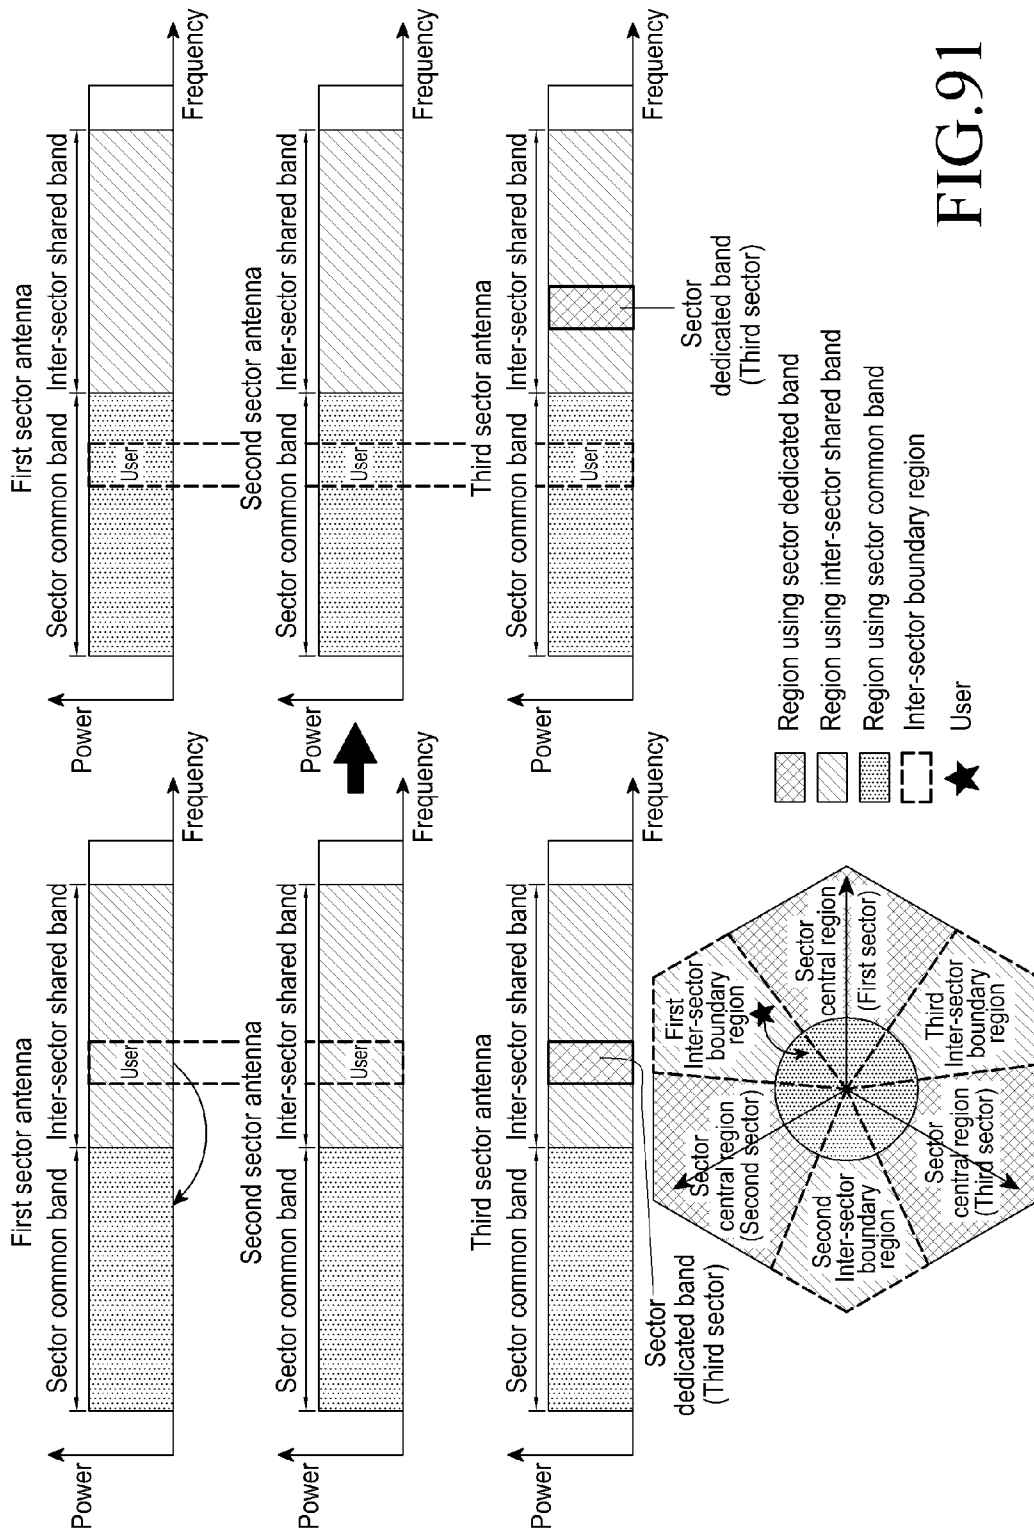 First sector antenna
Power
Sector common band
Inter-sector shared band
User
Frequency
Second sector antenna
Sector common band
Inter-sector shared band
User
Third sector antenna
Power
Sector common band
Inter-sector shared band
Frequency
Sector
dedicated band
(Third sector)
First sector antenna
Power
Sector common band
Inter-sector shared band
User
Frequency
Second sector antenna
Power
Sector common band
Inter-sector shared band
User
Frequency
Third sector antenna
Power
Sector common band
Inter-sector shared band
User
Frequency
Sector
dedicated band
(Third sector)
First
Inter-sector
boundary
region
Sector
central region
(Second sector)
Sector
central region
(First sector)
Second
Inter-sector
boundary
region
Third
Inter-sector
boundary
region
Sector
central region
(Third sector)
Region using sector dedicated band
Region using inter-sector shared band
Region using sector common band
Inter-sector boundary region
User
FIG.91